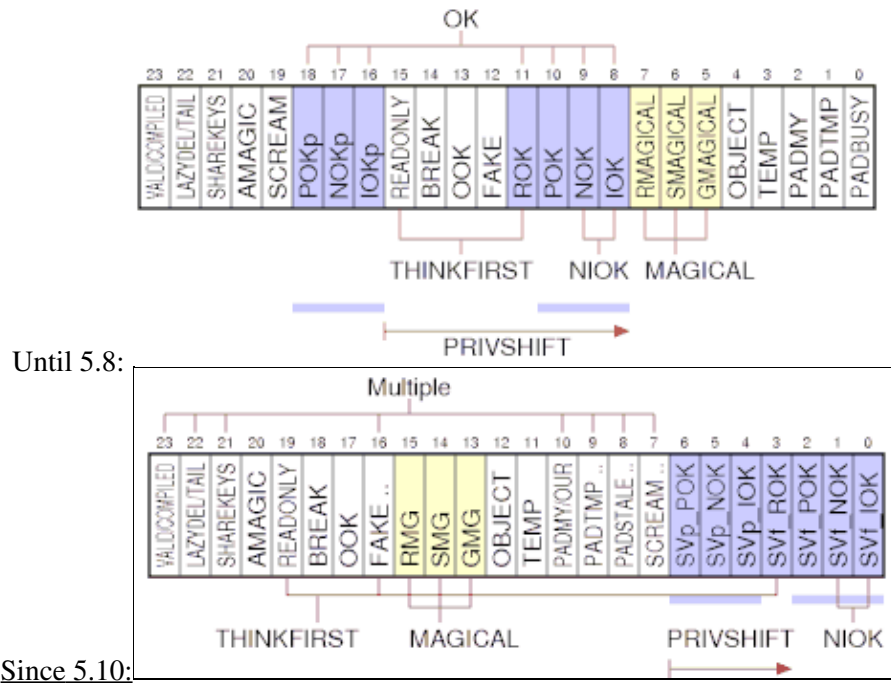 OK
23 22 21 20 19 18 17 16 15 14 13 12 11 10 9 8 7 6 5 4 3 2 1 0
VALID/COMPILED LAZYDEL/TAIL SHAREKEYS AMAGIC SCREAM POKp NOKp IOKp READONLY BREAK OOK FAKE ROK POK NOK IOK RMAGICAL SMAGICAL GMAGICAL OBJECT TEMP PADMY PADTMP PADBUSY
THINKFIRST NIOK MAGICAL
PRIVSHIFT
Until 5.8:
Multiple
23 22 21 20 19 18 17 16 15 14 13 12 11 10 9 8 7 6 5 4 3 2 1 0
VALID/COMPILED LAZYDEL/TAIL SHAREKEYS AMAGIC READONLY BREAK OOK FAKE .. RMG SMG GMG OBJECT TEMP PADMY/OUR PADTMP .. PADSTALE .. SCREAM .. SVp_POK SVp_NOK SVp_IOK SVf_ROK SVf_POK SVf_NOK SVf_IOK
THINKFIRST MAGICAL PRIVSHIFT NIOK
Since 5.10: